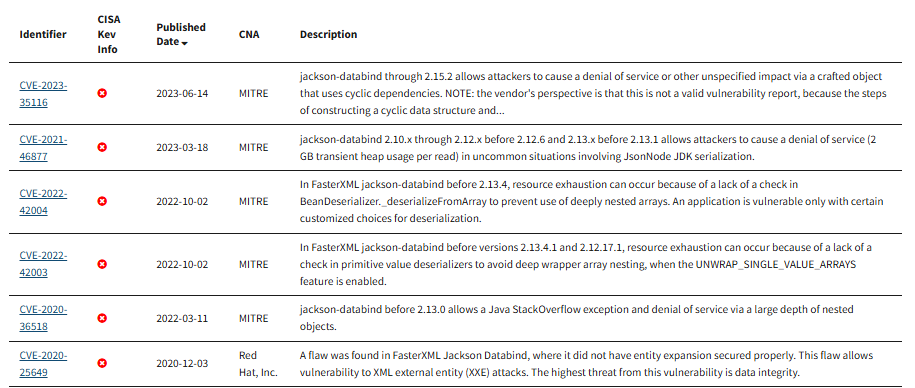 Identifier CISA Kev Info Published Date CNA Description
CVE-2023-35116 2023-06-14 MITRE jackson-databind through 2.15.2 allows attackers to cause a denial of service or other unspecified impact via a crafted object
that uses cyclic dependencies. NOTE: the vendor's perspective is that this is not a valid vulnerability report, because the steps
of constructing a cyclic data structure and...
CVE-2021-46877 2023-03-18 MITRE jackson-databind 2.10.x through 2.12.x before 2.12.6 and 2.13.x before 2.13.1 allows attackers to cause a denial of service (2
GB transient heap usage per read) in uncommon situations involving JsonNode JDK serialization.
CVE-2022-42004 2022-10-02 MITRE In FasterXML jackson-databind before 2.13.4, resource exhaustion can occur because of a lack of a check in
BeanDeserializer._deserializeFromArray to prevent use of deeply nested arrays. An application is vulnerable only with certain
customized choices for deserialization.
CVE-2022-42003 2022-10-02 MITRE In FasterXML jackson-databind before versions 2.13.4.1 and 2.12.17.1, resource exhaustion can occur because of a lack of a
check in primitive value deserializers to avoid deep wrapper array nesting, when the UNWRAP_SINGLE_VALUE_ARRAYS
feature is enabled.
CVE-2020-36518 2022-03-11 MITRE jackson-databind before 2.13.0 allows a Java StackOverflow exception and denial of service via a large depth of nested
objects.
CVE-2020-25649 2020-12-03 Red Hat, Inc. A flaw was found in FasterXML Jackson Databind, where it did not have entity expansion secured properly. This flaw allows
vulnerability to XML external entity (XXE) attacks. The highest threat from this vulnerability is data integrity.